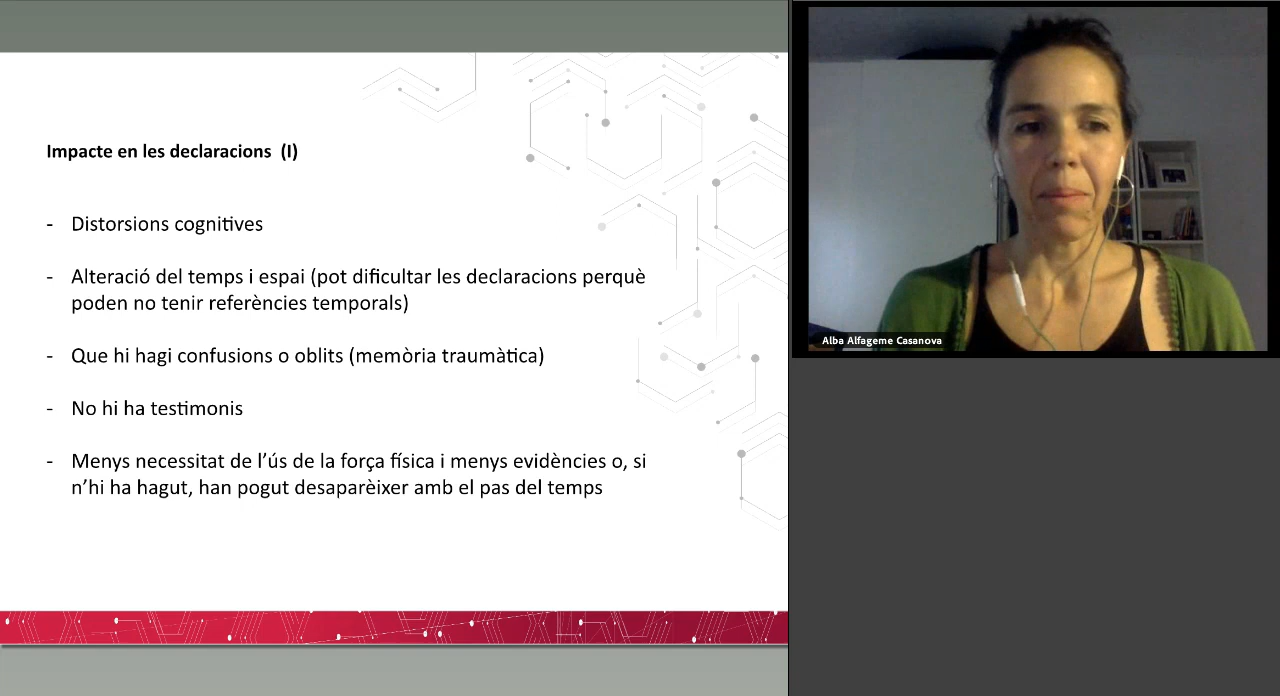 Impacte en les declaracions  (I)
- Distorsions cognitives
- Alteració del temps i espai (pot dificultar les declaracions perquè
poden no tenir referències temporals)
- Que hi hagi confusions o oblits (memòria traumàtica)
- No hi ha testimonis
- Menys necessitat de l’ús de la força física i menys evidències o, si
n’hi ha hagut, han pogut desaparèixer amb el pas del temps
Alba Alfageme Casanova